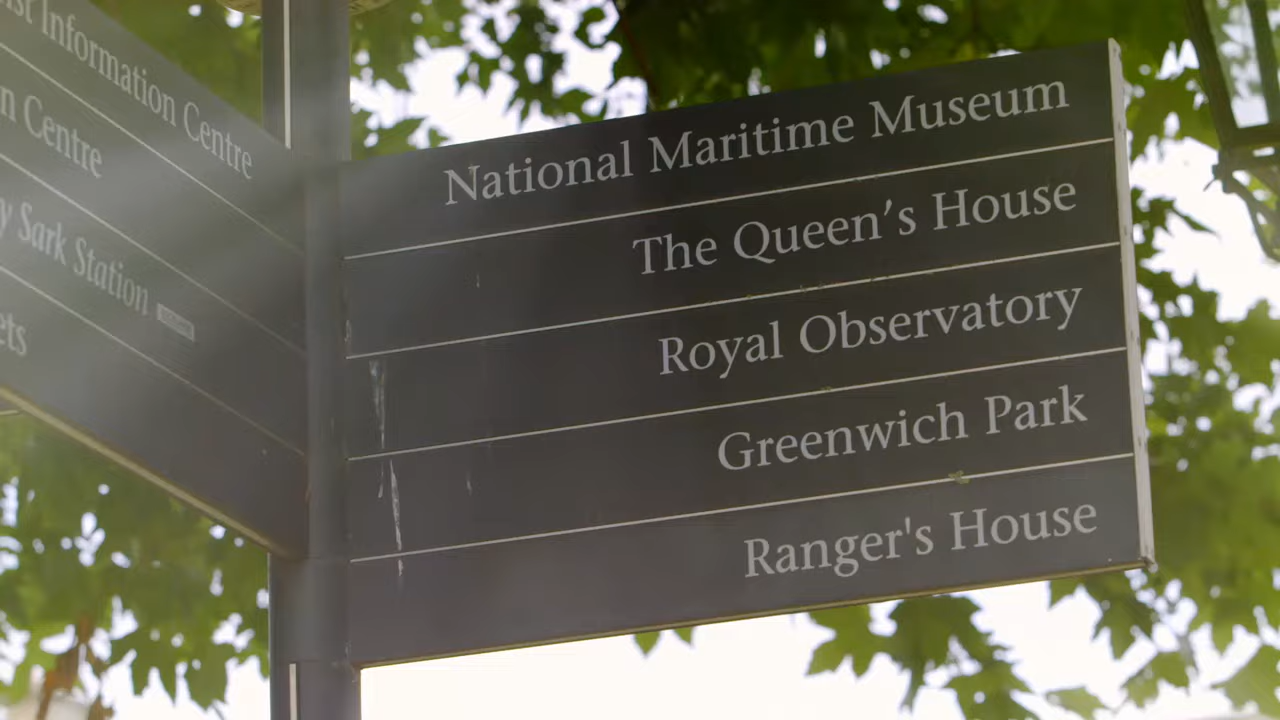 Information Centre
Centre
Sark Station
National Maritime Museum
The Queen’s House
Royal Observatory
Greenwich Park
Ranger's House